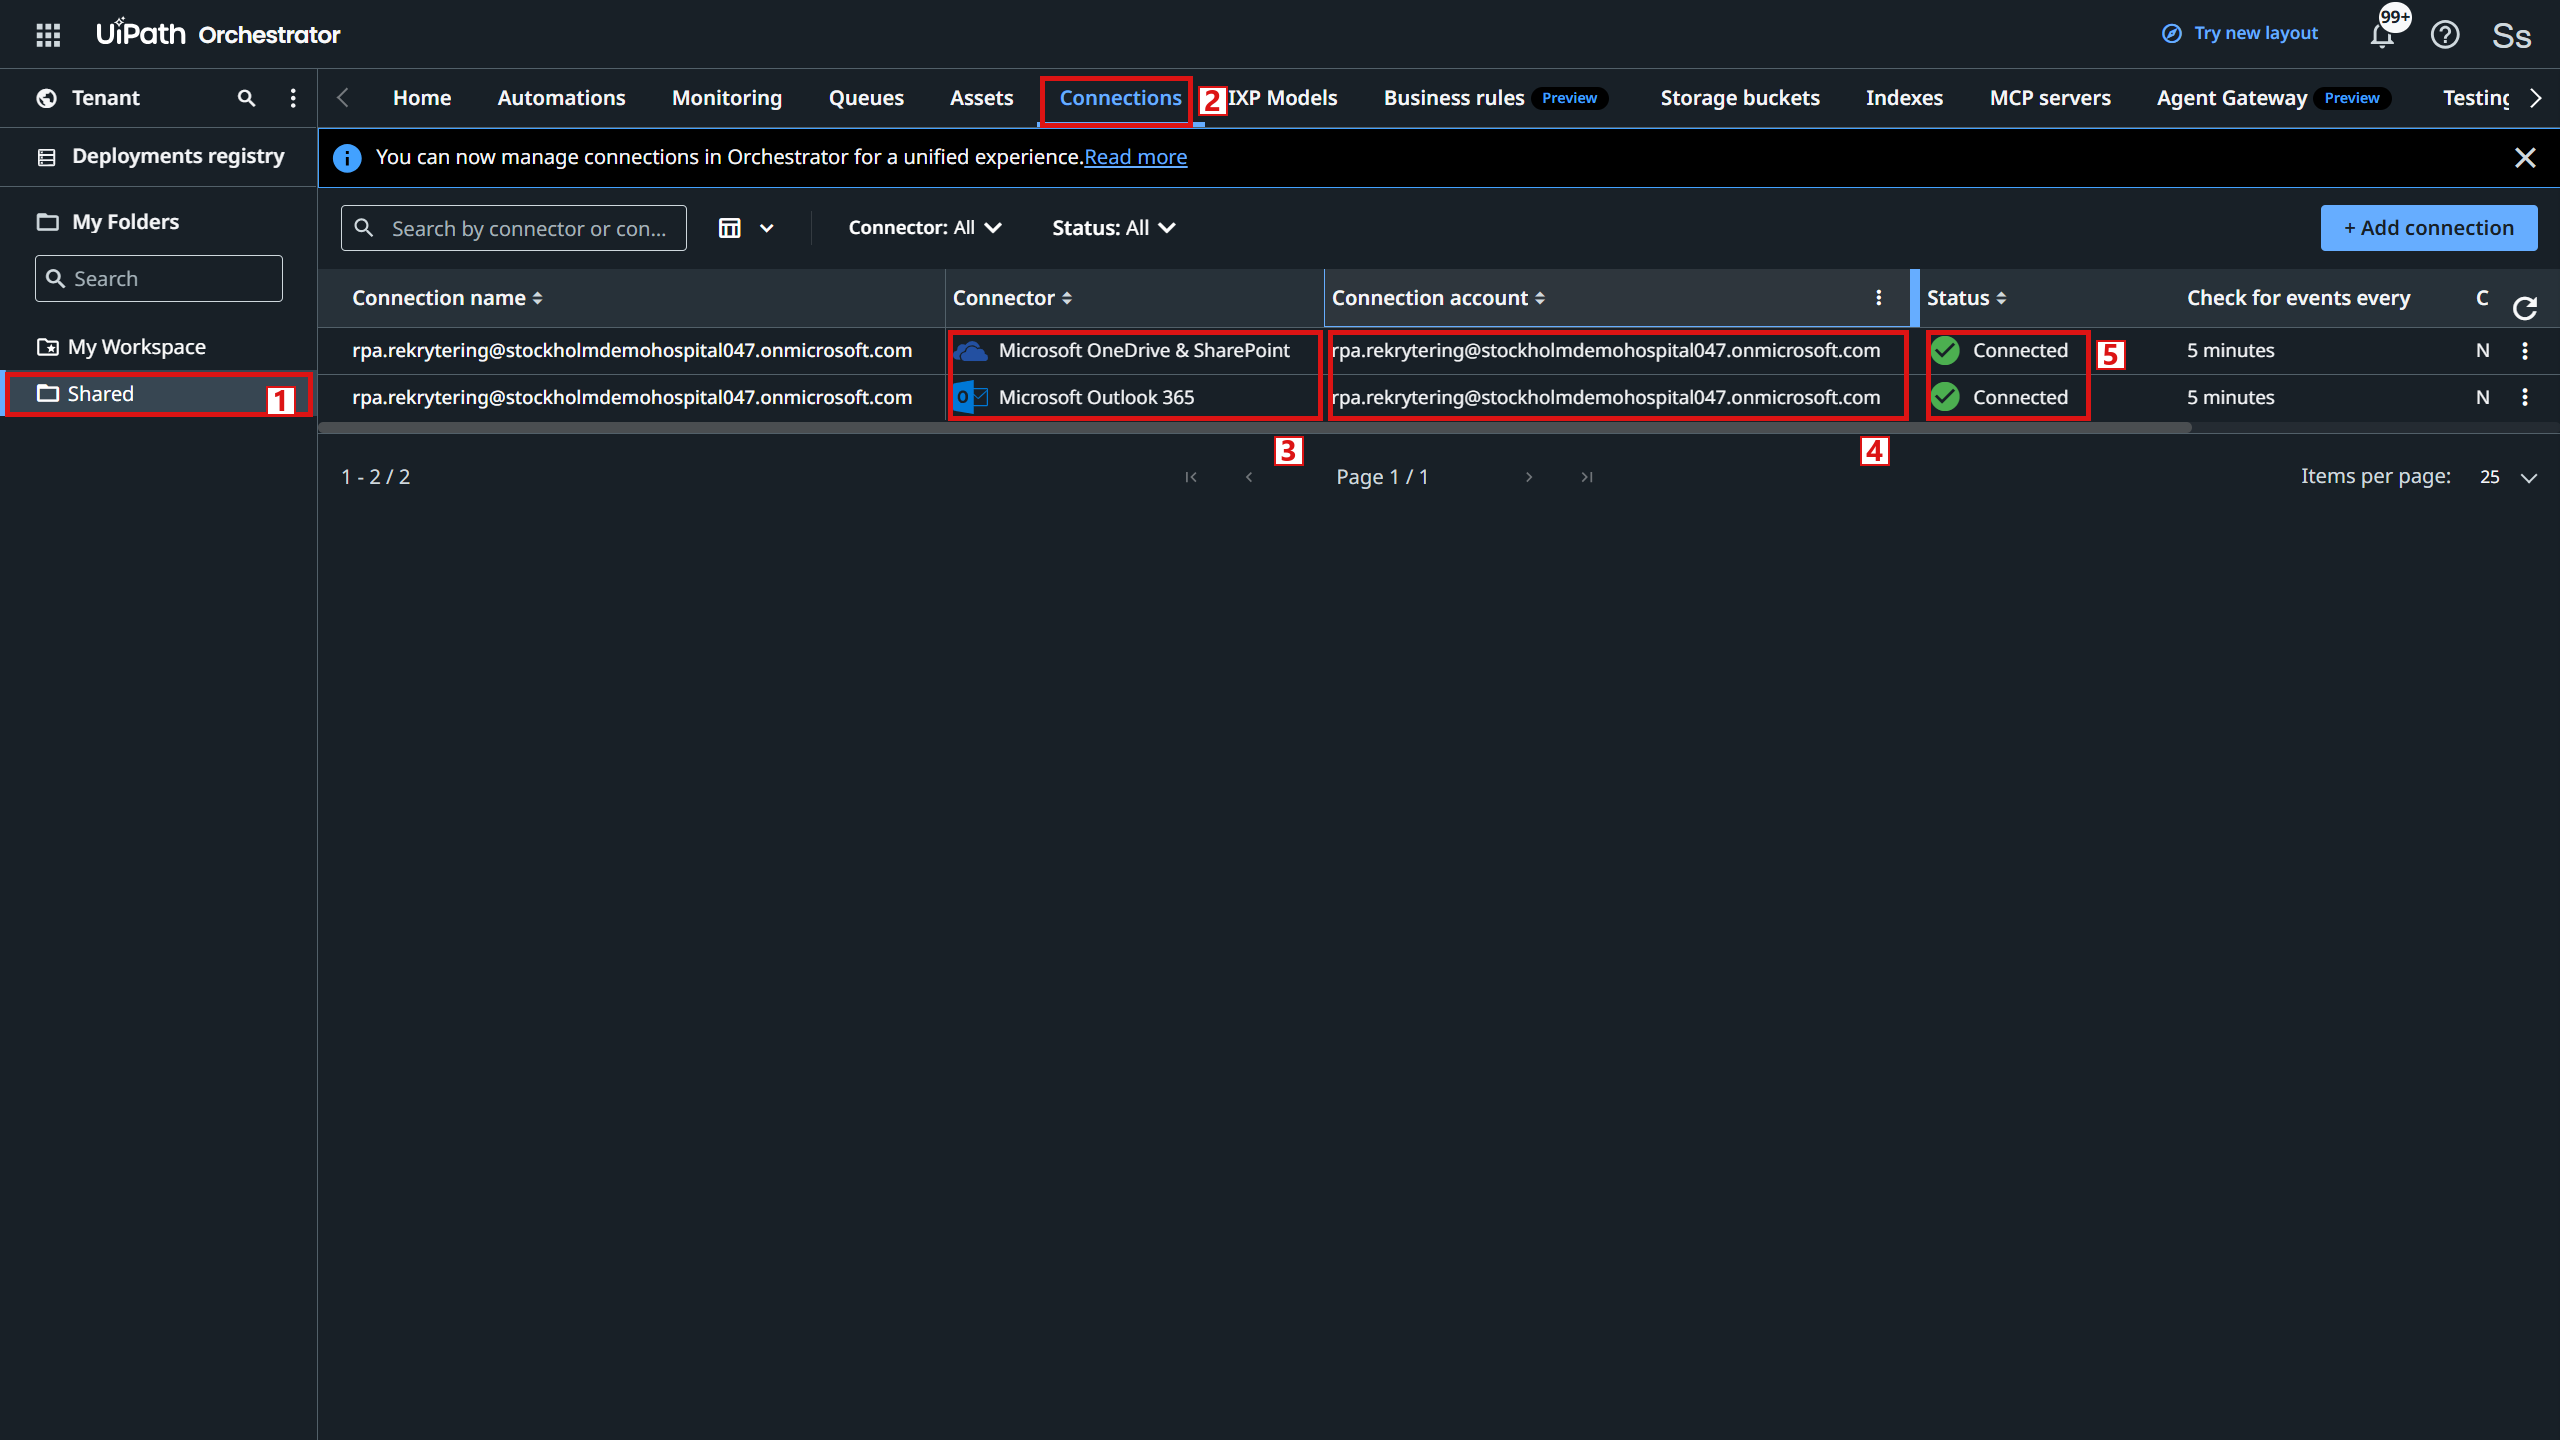 UiPath Orchestrator
Try new layout
99+
Ss
Tenant
Home
Automations
Monitoring
Queues
Assets
Connections
2
IXP Models
Business rules Preview
Storage buckets
Indexes
MCP servers
Agent Gateway Preview
Testing
Deployments registry
You can now manage connections in Orchestrator for a unified experience.Read more
My Folders
Search
My Workspace
Shared
1
Search by connector or con...
Connector: All
Status: All
+ Add connection
Connection name
Connector
Connection account
Status
Check for events every
C
rpa.rekrytering@stockholmdemohospital047.onmicrosoft.com
Microsoft OneDrive & SharePoint
rpa.rekrytering@stockholmdemohospital047.onmicrosoft.com
Connected
5
5 minutes
N
rpa.rekrytering@stockholmdemohospital047.onmicrosoft.com
Microsoft Outlook 365
rpa.rekrytering@stockholmdemohospital047.onmicrosoft.com
Connected
5 minutes
N
3
4
1 - 2 / 2
Page 1 / 1
Items per page:
25